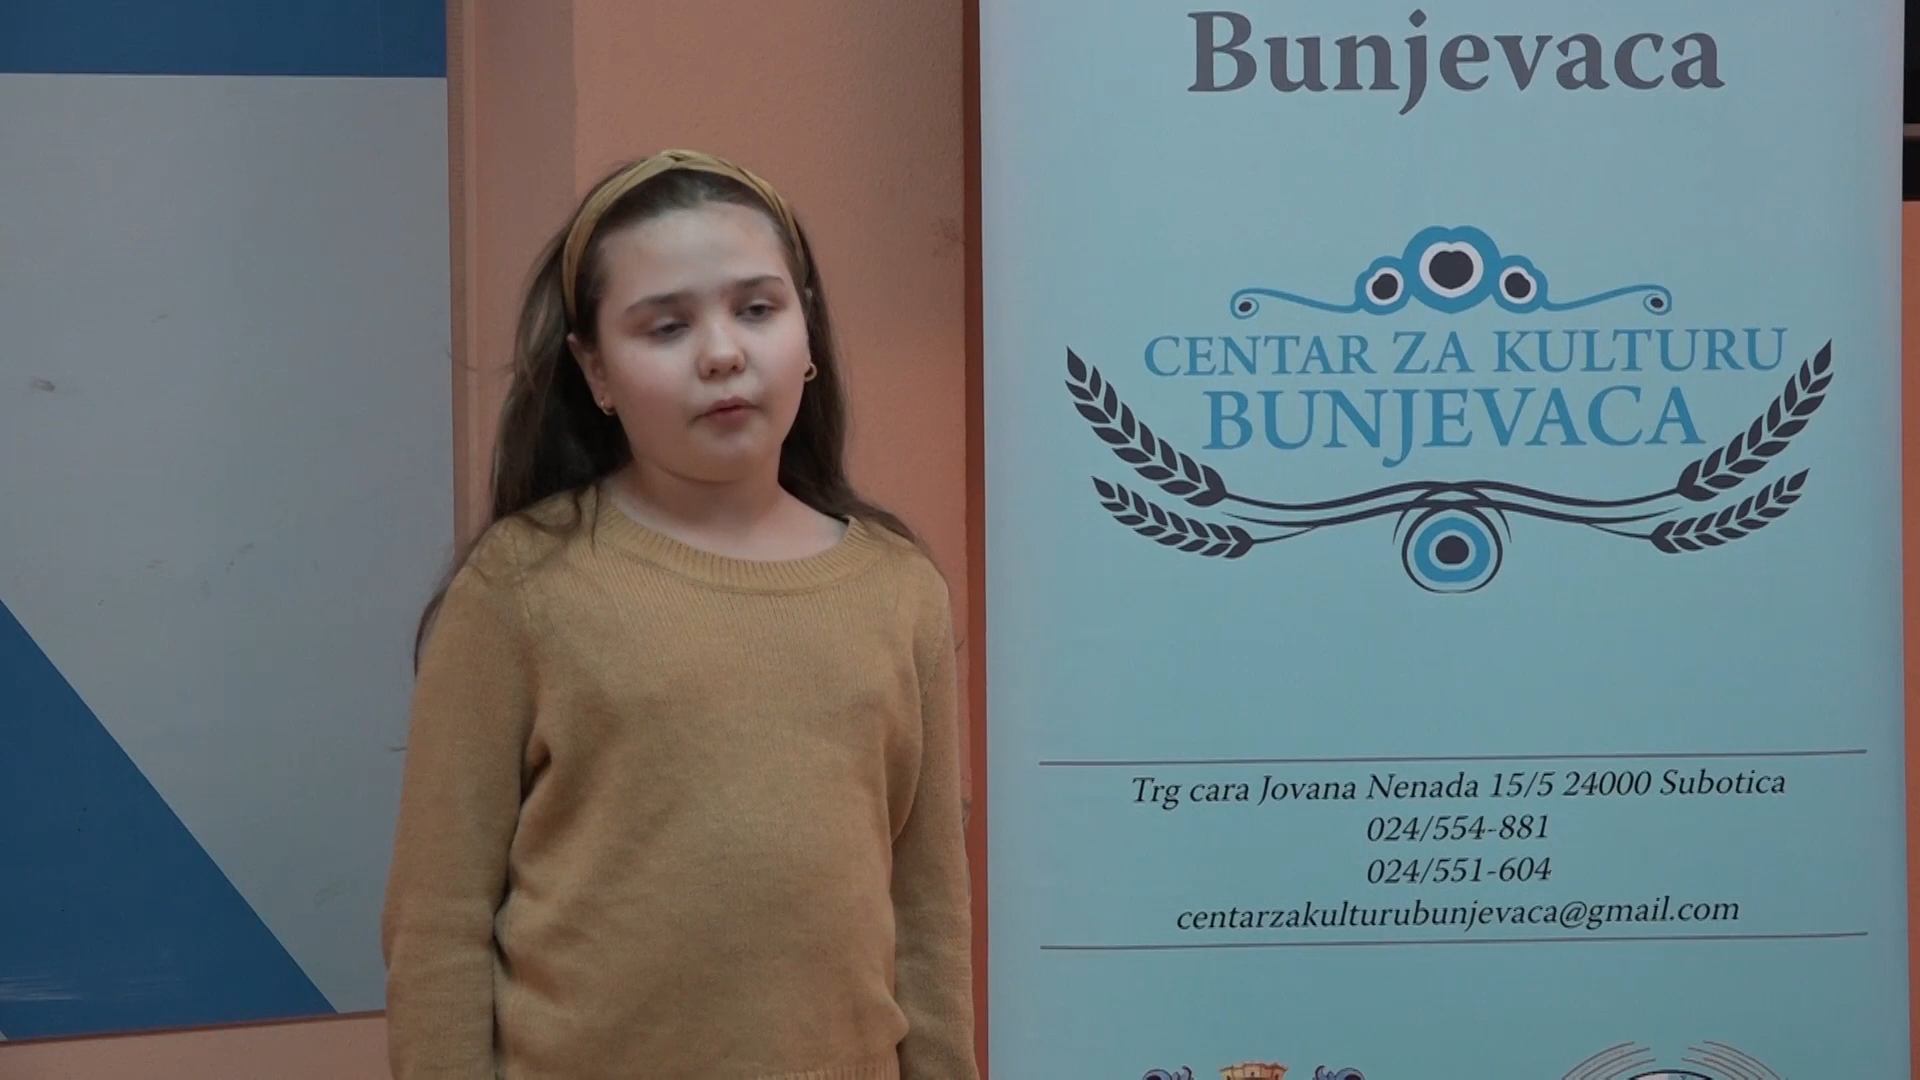 Bunjevaca
CENTAR ZA KULTURU
BUNJEVACA
Trg cara Jovana Nenada 15/5 24000 Subotica
024/554-881
024/551-604
centarzakulturubunjevaca@gmail.com